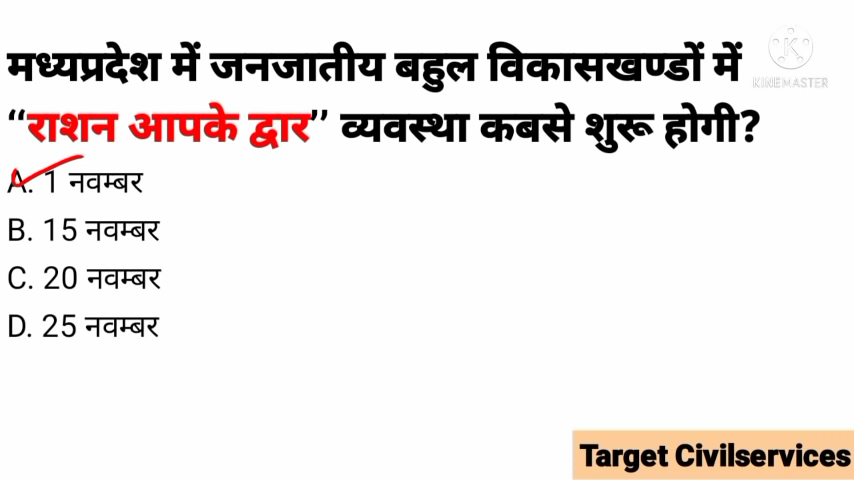 मध्यप्रदेश में जनजातीय बहुल विकासखण्डों में
“राशन आपके द्वार” व्यवस्था कबसे शुरू होगी?
A. 1 नवम्बर
B. 15 नवम्बर
C. 20 नवम्बर
D. 25 नवम्बर
KINEMASTER
Target Civilservices